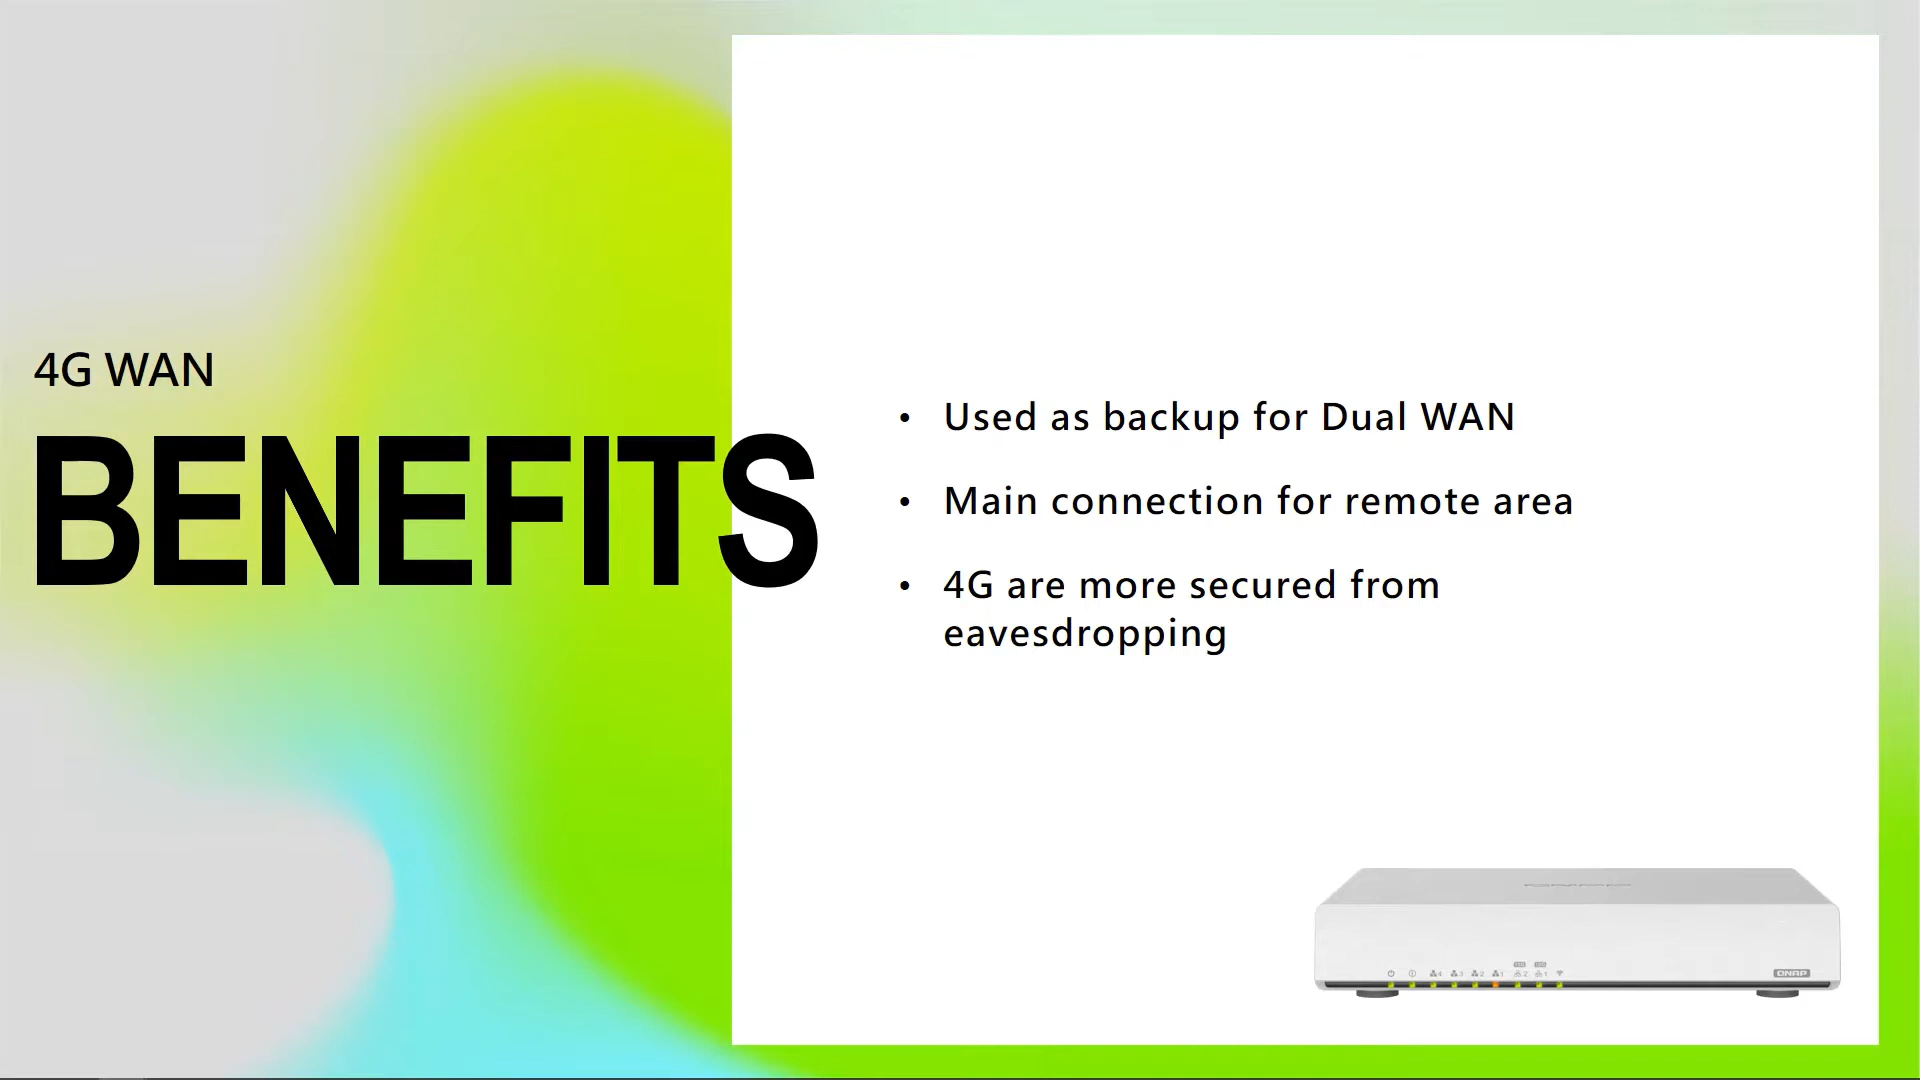 4G WAN
BENEFITS
• Used as backup for Dual WAN
• Main connection for remote area
• 4G are more secured from
eavesdropping
QNAP